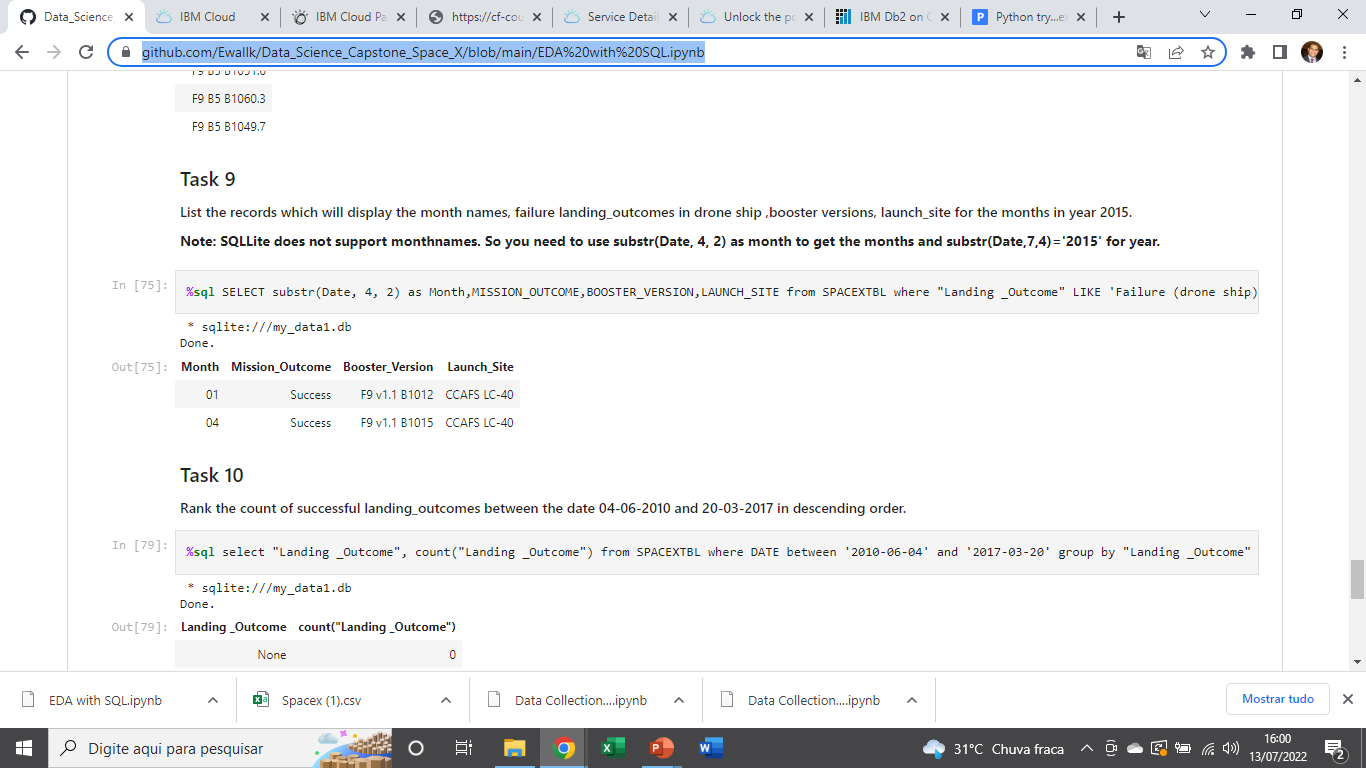 Data_Science_
IBM Cloud
IBM Cloud Pa
https://cf-cou
Service Detail
Unlock the po
IBM Db2 on C
Python try...ex
github.com/Ewallk/Data_Science_Capstone_Space_X/blob/main/EDA%20with%20SQL.ipynb
F9 B5 B1060.3
F9 B5 B1049.7
Task 9
List the records which will display the month names, failure landing_outcomes in drone ship ,booster versions, launch_site for the months in year 2015.
Note: SQLLite does not support monthnames. So you need to use substr(Date, 4, 2) as month to get the months and substr(Date,7,4)='2015' for year.
In [75]: %sql SELECT substr(Date, 4, 2) as Month,MISSION_OUTCOME,BOOSTER_VERSION,LAUNCH_SITE from SPACEXTBL where "Landing _Outcome" LIKE 'Failure (drone ship)
* sqlite:///my_data1.db
Done.
Out[75]: Month Mission_Outcome Booster_Version Launch_Site
01 Success F9 v1.1 B1012 CCAFS LC-40
04 Success F9 v1.1 B1015 CCAFS LC-40
Task 10
Rank the count of successful landing_outcomes between the date 04-06-2010 and 20-03-2017 in descending order.
In [79]: %sql select "Landing _Outcome", count("Landing _Outcome") from SPACEXTBL where DATE between '2010-06-04' and '2017-03-20' group by "Landing _Outcome"
* sqlite:///my_data1.db
Done.
Out[79]: Landing _Outcome count("Landing _Outcome")
None 0
EDA with SQL.ipynb
Spacex (1).csv
Data Collection....ipynb
Data Collection....ipynb
Mostrar tudo
Digite aqui para pesquisar
31°C Chuva fraca
16:00
13/07/2022
2